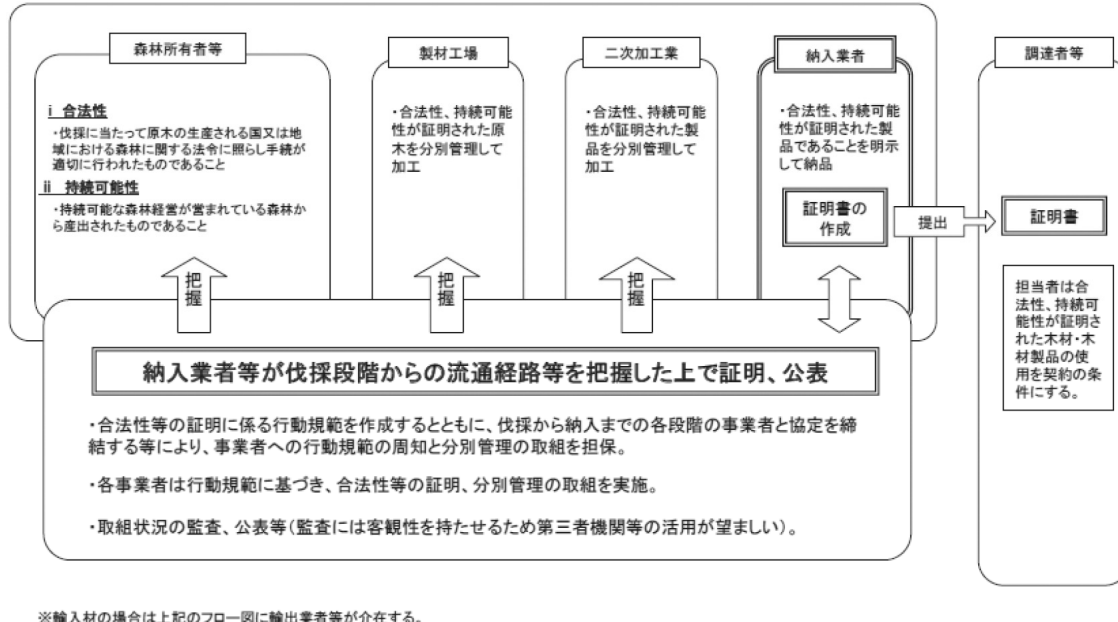 森林所有者等
ⅰ 合法性
・伐採に当たって原木の生産される国又は地
域における森林に関する法令に照らし手続が
適切に行われたものであること
ⅱ 持続可能性
・持続可能な森林経営が営まれている森林か
ら産出されたものであること
把握
製材工場
・合法性、持続可能
性が証明された原
木を分別管理して
加工
把握
二次加工業
・合法性、持続可能
性が証明された製
品を分別管理して
加工
把握
納入業者
・合法性、持続可能
性が証明された製
品であることを明示
して納品
証明書の
作成
提出
調達者等
証明書
担当者は合
法性、持続可
能性が証明さ
れた木材・木
材製品の使
用を契約の条
件にする。
納入業者等が伐採段階からの流通経路等を把握した上で証明、公表
・合法性等の証明に係る行動規範を作成するとともに、伐採から納入までの各段階の事業者と協定を締
結する等により、事業者への行動規範の周知と分別管理の取組を担保。
・各事業者は行動規範に基づき、合法性等の証明、分別管理の取組を実施。
・取組状況の監査、公表等(監査には客観性を持たせるため第三者機関等の活用が望ましい)。
※輸入材の場合は上記のフロー図に輸出業者等が介在する。